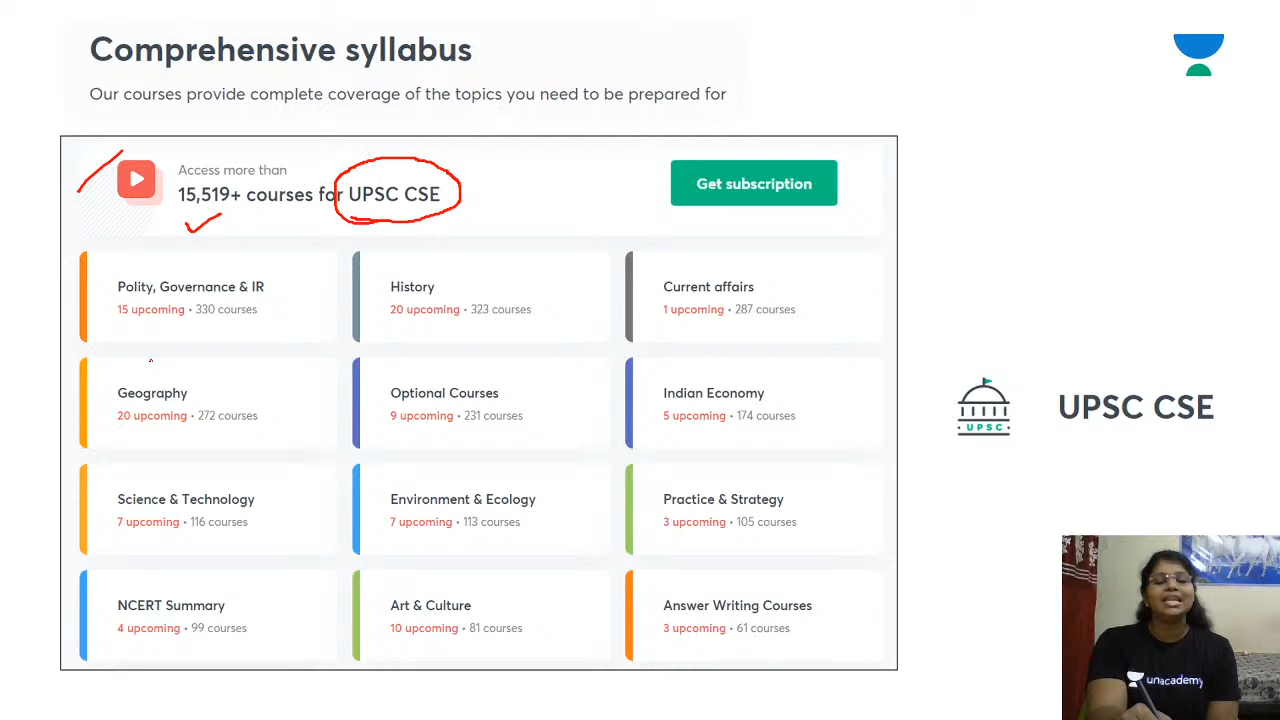 Comprehensive syllabus
Our courses provide complete coverage of the topics you need to be prepared for
Access more than
15,519+ courses for UPSC CSE
Get subscription
Polity, Governance & IR
15 upcoming • 330 courses
History
20 upcoming • 323 courses
Current affairs
1 upcoming • 287 courses
Geography
20 upcoming • 272 courses
Optional Courses
9 upcoming • 231 courses
Indian Economy
5 upcoming • 174 courses
Science & Technology
7 upcoming • 116 courses
Environment & Ecology
7 upcoming • 113 courses
Practice & Strategy
3 upcoming • 105 courses
NCERT Summary
4 upcoming • 99 courses
Art & Culture
10 upcoming • 81 courses
Answer Writing Courses
3 upcoming • 61 courses
UPSC
UPSC CSE
unacademy